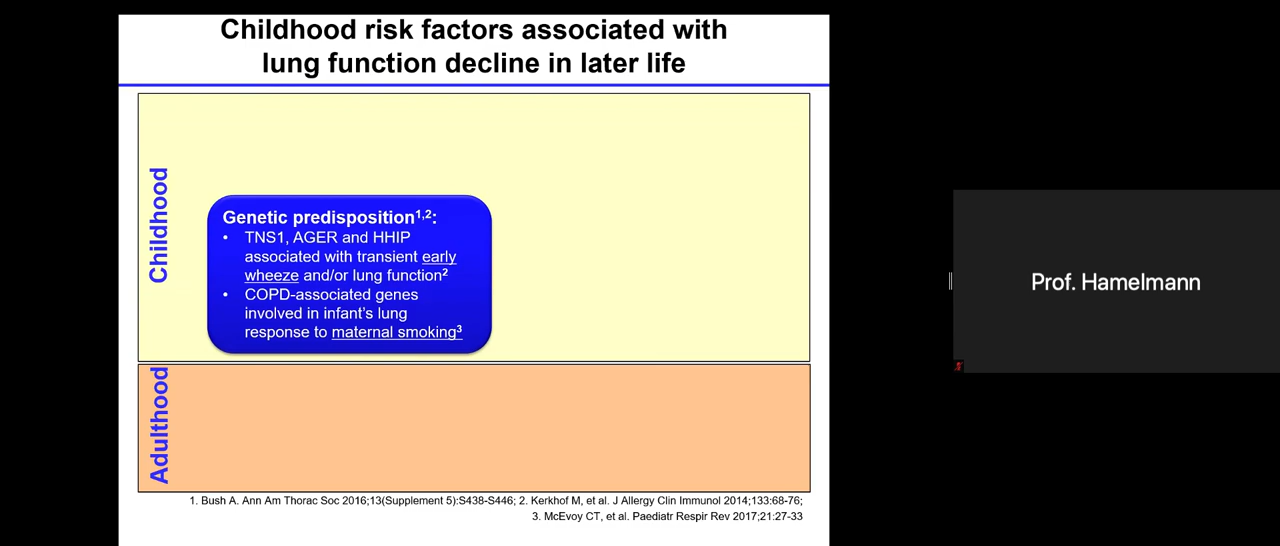 Childhood risk factors associated with
lung function decline in later life
Childhood
Genetic predisposition1,2:
• TNS1, AGER and HHIP
associated with transient early
wheeze and/or lung function2
• COPD-associated genes
involved in infant's lung
response to maternal smoking3
Adulthood
1. Bush A. Ann Am Thorac Soc 2016;13(Supplement 5):S438-S446; 2. Kerkhof M, et al. J Allergy Clin Immunol 2014;133:68-76;
3. McEvoy CT, et al. Paediatr Respir Rev 2017;21:27-33
Prof. Hamelmann